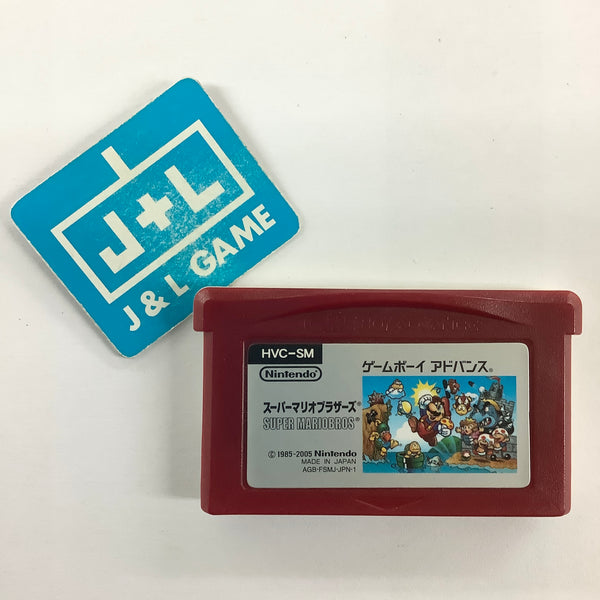 J+L
J & L GAME
HVC-SM
Nintendo
ゲームボーイ アドバンス®
スーパーマリオブラザーズ®
SUPER MARIOBROS®
© 1985-2005 Nintendo
MADE IN JAPAN
AGB-FSMJ-JPN-1